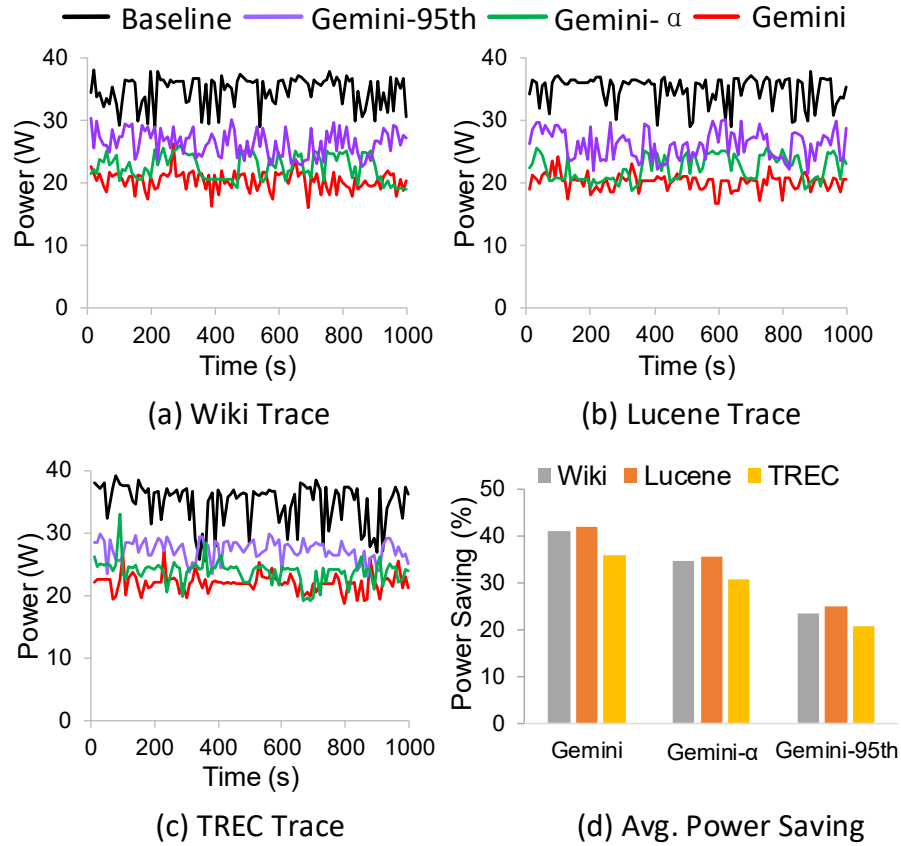 Baseline Gemini-95th Gemini-α Gemini
40
30
20
10
0
Power (W)
0 200 400 600 800 1000
Time (s)
(a) Wiki Trace
40
30
20
10
0
Power (W)
0 200 400 600 800 1000
Time (s)
(b) Lucene Trace
40
30
20
10
0
Power (W)
0 200 400 600 800 1000
Time (s)
(c) TREC Trace
Wiki Lucene TREC
50
40
30
20
10
0
Power Saving (%)
Gemini Gemini-α Gemini-95th
(d) Avg. Power Saving